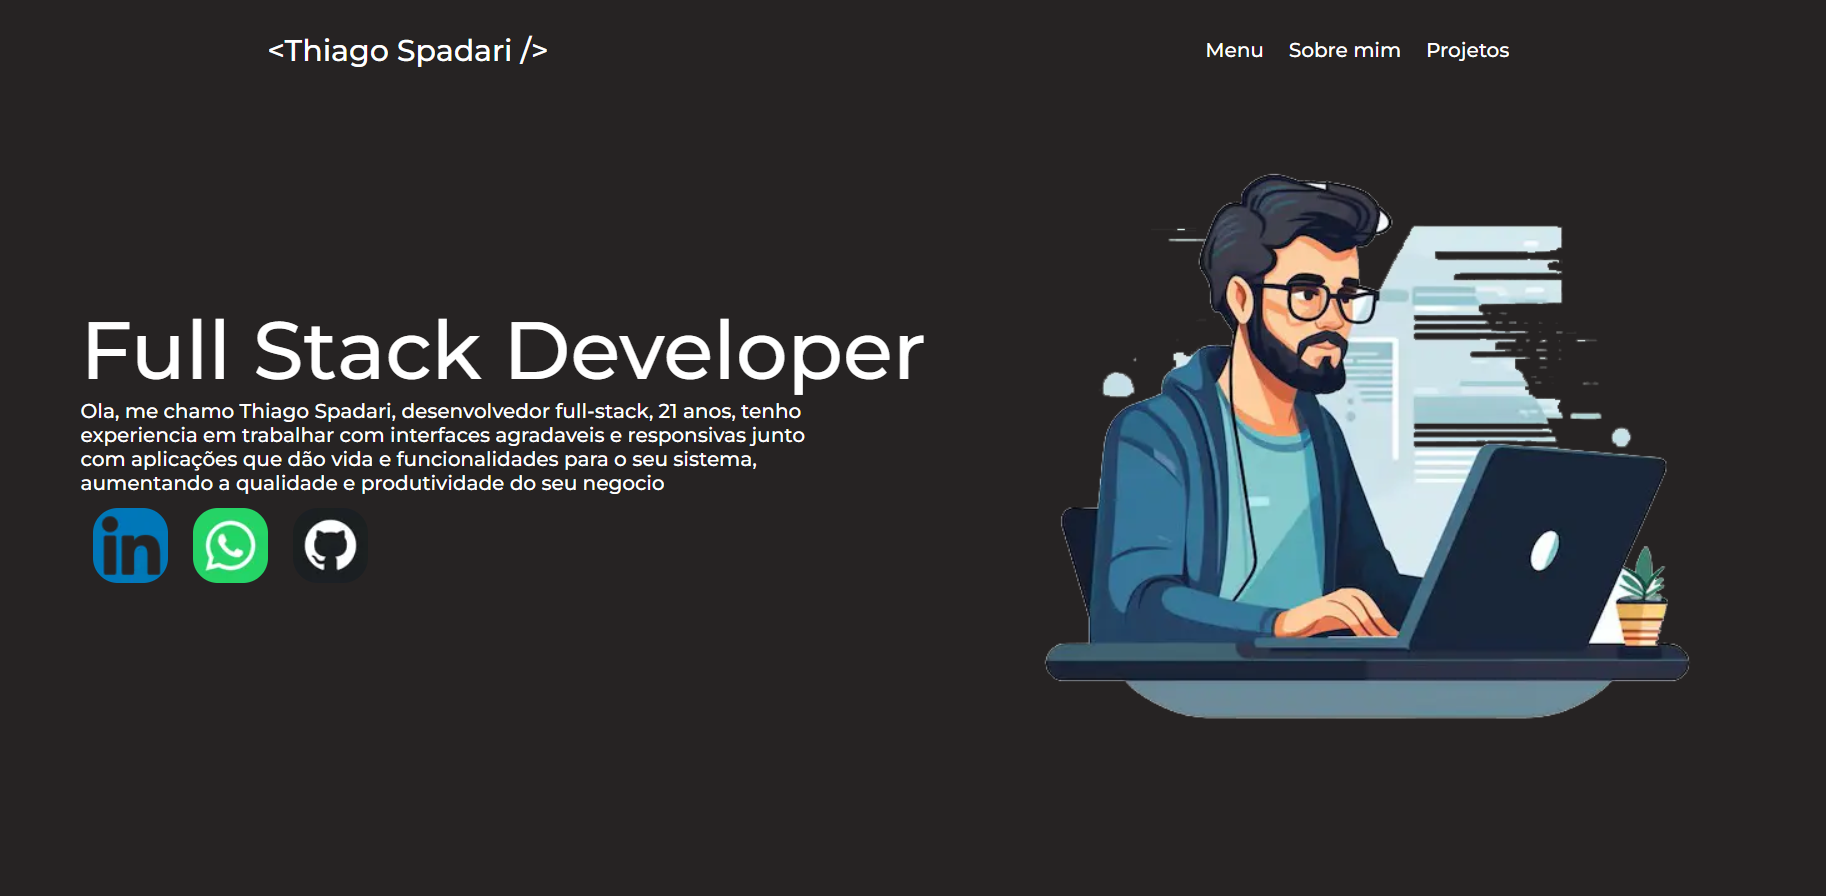 <Thiago Spadari />
Menu Sobre mim Projetos
Full Stack Developer
Ola, me chamo Thiago Spadari, desenvolvedor full-stack, 21 anos, tenho
experiencia em trabalhar com interfaces agradaveis e responsivas junto
com aplicações que dão vida e funcionalidades para o seu sistema,
aumentando a qualidade e produtividade do seu negocio
in